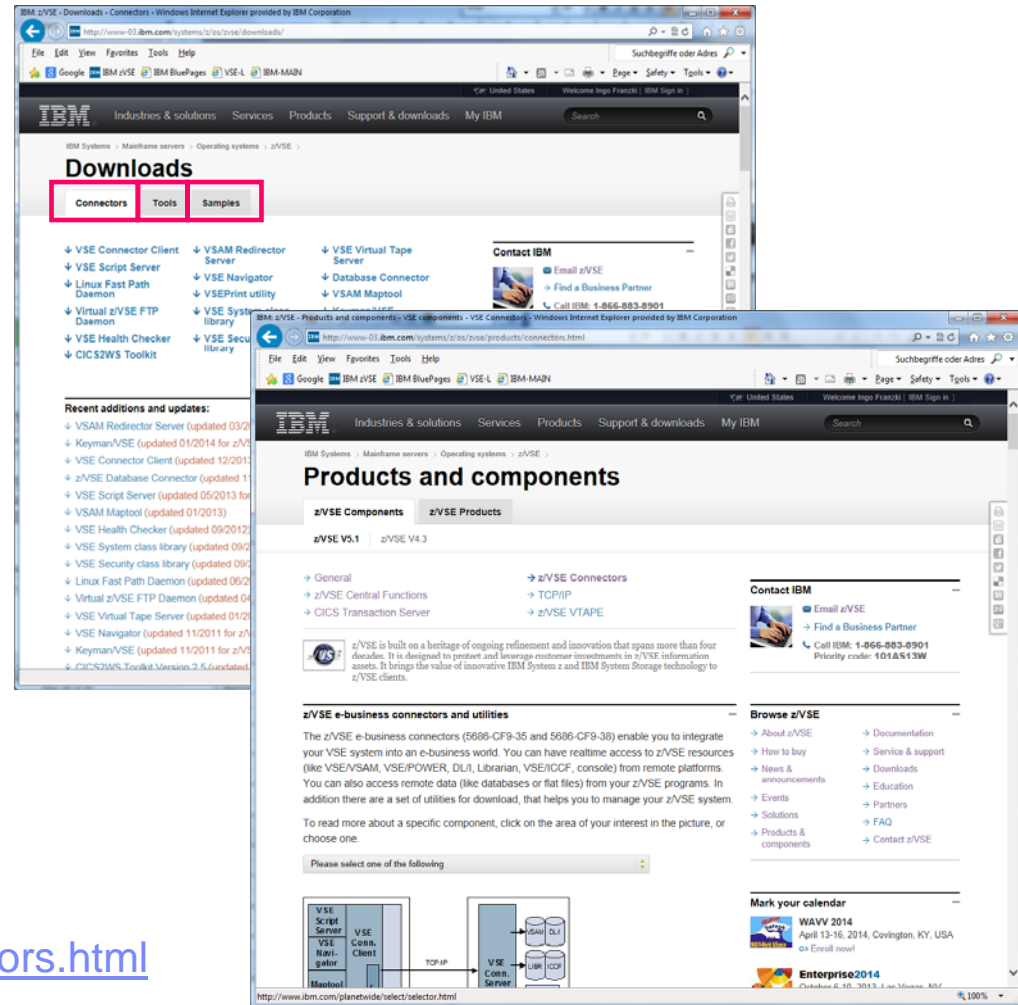 IBM: z/VSE - Downloads - Connectors - Windows Internet Explorer provided by IBM Corporation
http://www-03.ibm.com/systems/z/os/zvse/downloads/
File Edit View Favorites Tools Help
Suchbegriffe oder Adres
Google IBM zVSE IBM BluePages VSE-L IBM-MAIN
Page Safety Tools
United States Welcome Ingo Franzki [ IBM Sign in ]
IBM Industries & solutions Services Products Support & downloads My IBM Search
IBM Systems > Mainframe servers > Operating systems > z/VSE >
Downloads
Connectors Tools Samples
VSE Connector Client
VSE Script Server
Linux Fast Path Daemon
Virtual z/VSE FTP Daemon
VSE Health Checker
CICS2WS Toolkit
VSAM Redirector Server
VSE Navigator
VSEPrint utility
VSE System class library
VSE Secu
library
VSE Virtual Tape Server
Database Connector
VSAM Maptool
Contact IBM
Email z/VSE
Find a Business Partner
Call IBM: 1-866-883-8901
Recent additions and updates:
VSAM Redirector Server (updated 03/20
Keyman/VSE (updated 01/2014 for z/VS
VSE Connector Client (updated 12/2013
z/VSE Database Connector (updated 11
VSE Script Server (updated 05/2013 for
VSAM Maptool (updated 01/2013)
VSE Health Checker (updated 09/2012)
VSE System class library (updated 09/2
VSE Security class library (updated 09/
Linux Fast Path Daemon (updated 06/2
Virtual z/VSE FTP Daemon (updated 04
VSE Virtual Tape Server (updated 01/20
VSE Navigator (updated 11/2011 for z/V
Keyman/VSE (updated 11/2011 for z/VS
CICS2WS Toolkit Version 2.5 (updated
IBM: z/VSE - Products and components - VSE components - VSE Connectors - Windows Internet Explorer provided by IBM Corporation
http://www-03.ibm.com/systems/z/os/zvse/products/connectors.html
File Edit View Favorites Tools Help
Suchbegriffe oder Adres
Google IBM zVSE IBM BluePages VSE-L IBM-MAIN
Page Safety Tools
United States Welcome Ingo Franzki [ IBM Sign in ]
IBM Industries & solutions Services Products Support & downloads My IBM Search
IBM Systems > Mainframe servers > Operating systems > z/VSE >
Products and components
z/VSE Components z/VSE Products
z/VSE V5.1 z/VSE V4.3
General
z/VSE Central Functions
CICS Transaction Server
z/VSE Connectors
TCP/IP
z/VSE VTAPE
z/VSE is built on a heritage of ongoing refinement and innovation that spans more than four
decades. It is designed to protect and leverage customer investments in z/VSE information
assets. It brings the value of innovative IBM System z and IBM System Storage technology to
z/VSE clients.
Contact IBM
Email z/VSE
Find a Business Partner
Call IBM: 1-866-883-8901
Priority code: 101AS13W
z/VSE e-business connectors and utilities
The z/VSE e-business connectors (5686-CF9-35 and 5686-CF9-38) enable you to integrate
your VSE system into an e-business world. You can have realtime access to z/VSE resources
(like VSE/VSAM, VSE/POWER, DL/I, Librarian, VSE/ICCF, console) from remote platforms.
You can also access remote data (like databases or flat files) from your z/VSE programs. In
addition there are a set of utilities for download, that helps you to manage your z/VSE system.
To read more about a specific component, click on the area of your interest in the picture, or
choose one.
Please select one of the following
VSE Script Server
VSE Navi- gator
Maptool
VSE Conn. Client
TCP-IP
VSE Conn. Server
VSAM DL/I
LIBR ICCF
Browse z/VSE
About z/VSE
How to buy
News & announcements
Events
Solutions
Products & components
Documentation
Service & support
Downloads
Education
Partners
FAQ
Contact z/VSE
Mark your calendar
WAVV 2014
April 13-16, 2014, Covington, KY, USA
Enroll now!
Enterprise2014
ors.html
http://www.ibm.com/planetwide/select/selector.html
100%